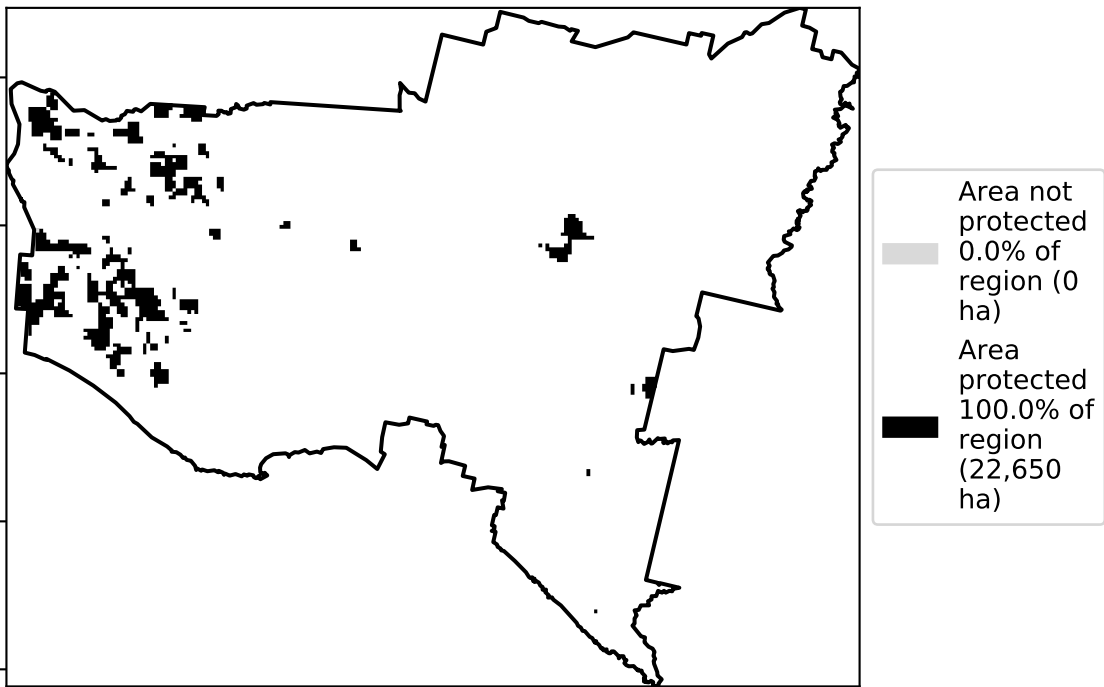 Area not
protected
0.0% of
region (0
ha)
Area
protected
100.0% of
region
(22,650
ha)